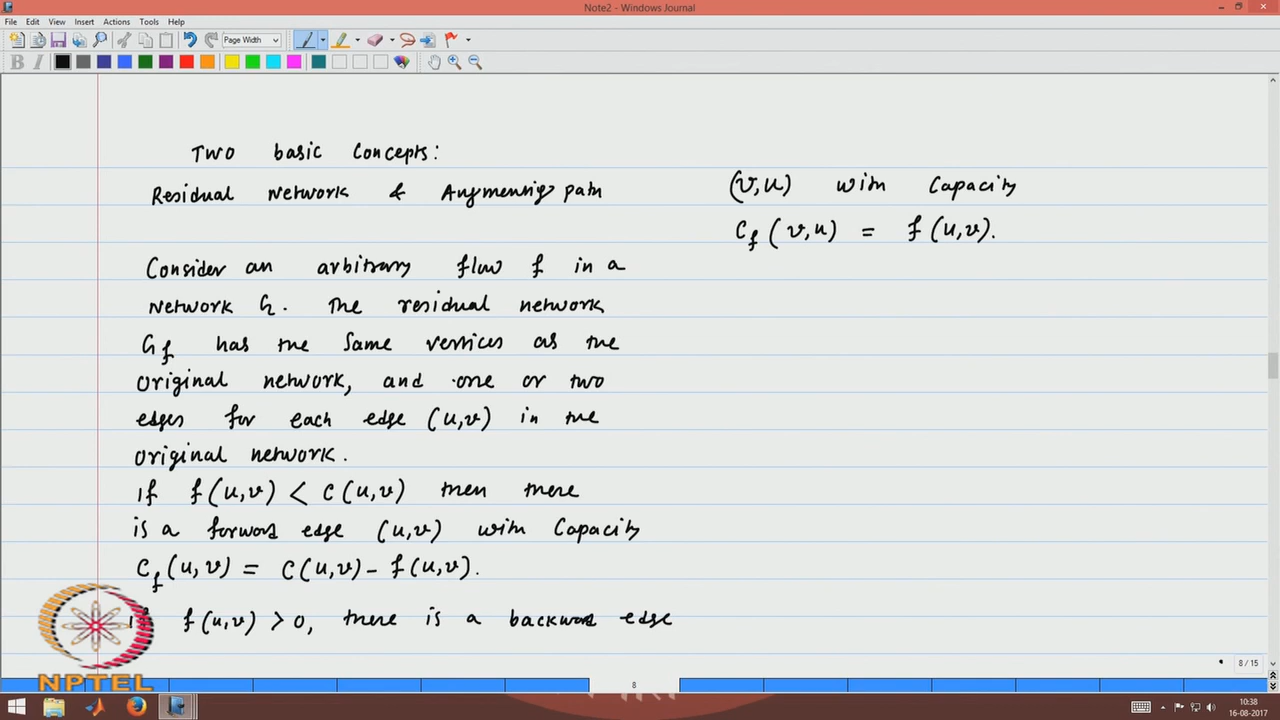 Note2 - Windows Journal
File Edit View Insert Actions Tools Help
Page Width
B I
Two basic Concepts:
Residual Network & Augmenting path
Consider an arbitrary flow f in a
Network G. The residual network
G_f has the same vertices as the
original network, and one or two
edges for each edge (u,v) in the
original network.
if f(u,v) < c(u,v) then there
is a forward edge (u,v) with Capacity
C_f(u,v) = C(u,v) - f(u,v).
if f(u,v) > 0, there is a backward edge
(v,u) with Capacity
C_f(v,u) = f(u,v).
NPTEL
8 / 15
8
10:38
16-08-2017